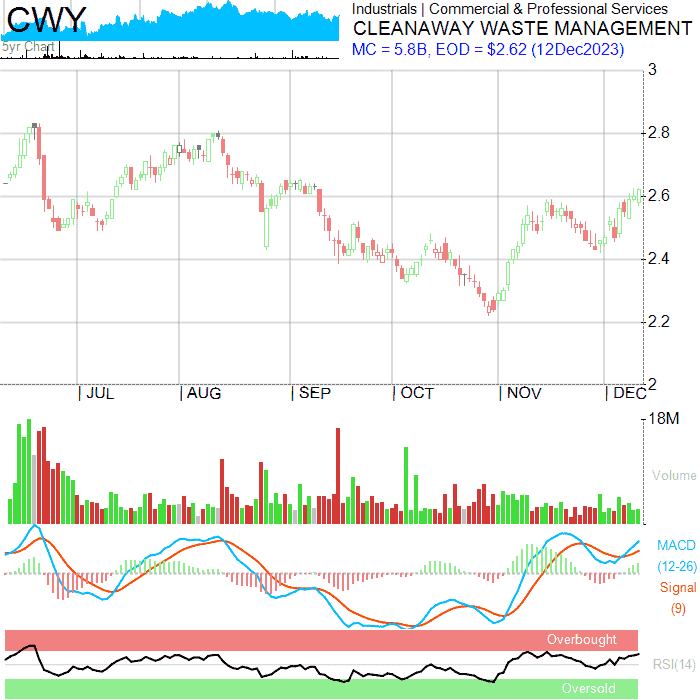 CWY
Industrials | Commercial & Professional Services
CLEANAWAY WASTE MANAGEMENT
5yr Chart
MC = 5.8B, EOD = $2.62 (12Dec2023)
3
2.8
2.6
2.4
2.2
2
| JUL | AUG | SEP | OCT | NOV | DEC
18M
Volume
MACD
(12-26)
Signal
(9)
Overbought
RSI(14)
Oversold